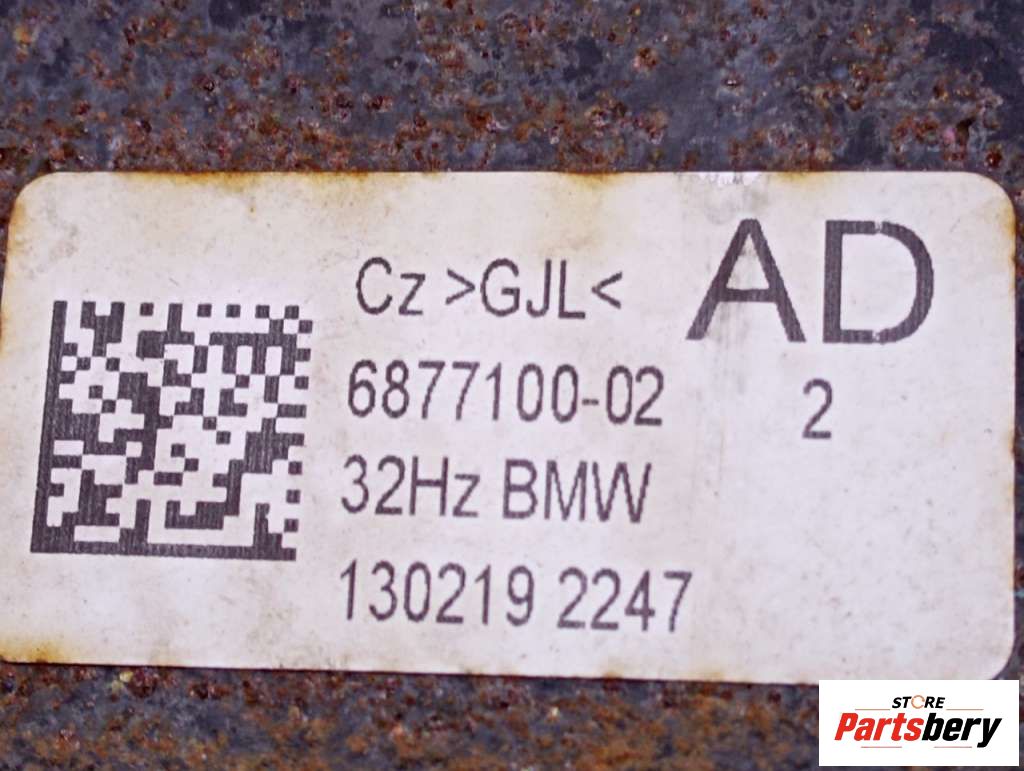 Cz >GJL<
AD
6877100-02
2
32Hz BMW
130219 2247
STORE
Partsbery